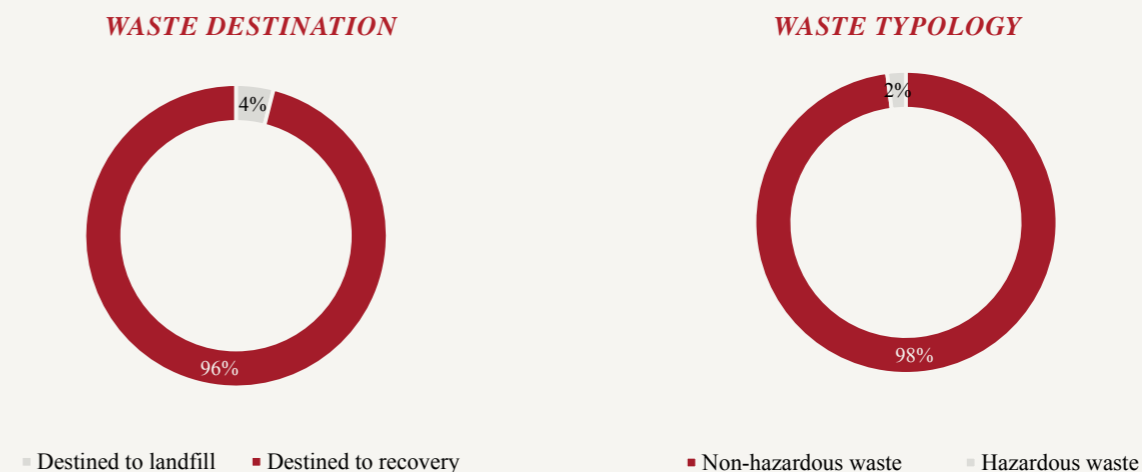 WASTE DESTINATION
4%
96%
Destined to landfill
Destined to recovery
WASTE TYPOLOGY
2%
98%
Non-hazardous waste
Hazardous waste